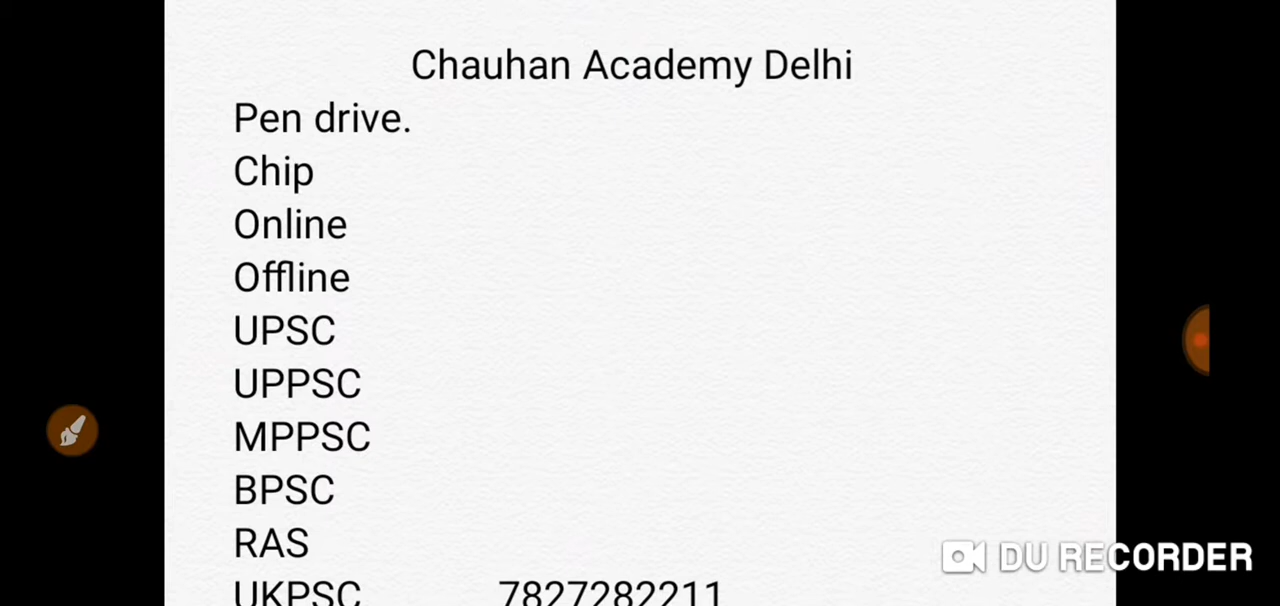 Chauhan Academy Delhi
Pen drive.
Chip
Online
Offline
UPSC
UPPSC
MPPSC
BPSC
RAS
UKPSC 7827282211
DU RECORDER